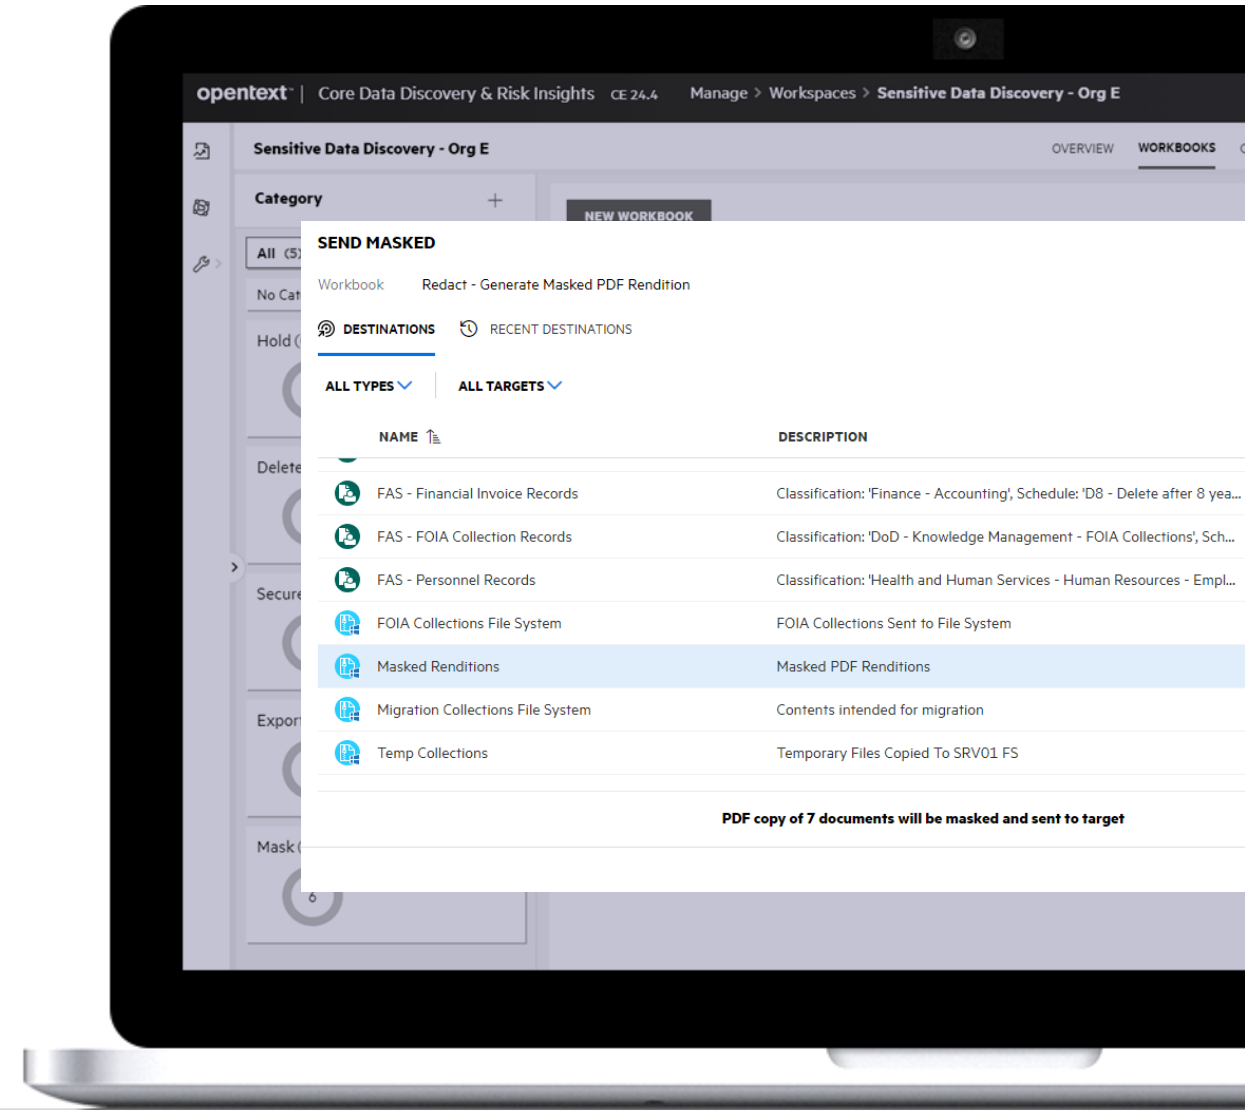 opentext™ | Core Data Discovery & Risk Insights CE 24.4 Manage > Workspaces > Sensitive Data Discovery - Org E
Sensitive Data Discovery - Org E OVERVIEW WORKBOOKS
Category +
NEW WORKBOOK
All (5)
No Cat
Hold (
Delete
Secure
Export
Mask (
6
SEND MASKED
Workbook Redact - Generate Masked PDF Rendition
DESTINATIONS RECENT DESTINATIONS
ALL TYPES ALL TARGETS
NAME DESCRIPTION
FAS - Financial Invoice Records Classification: 'Finance - Accounting', Schedule: 'D8 - Delete after 8 yea...
FAS - FOIA Collection Records Classification: 'DoD - Knowledge Management - FOIA Collections', Sch...
FAS - Personnel Records Classification: 'Health and Human Services - Human Resources - Empl...
FOIA Collections File System FOIA Collections Sent to File System
Masked Renditions Masked PDF Renditions
Migration Collections File System Contents intended for migration
Temp Collections Temporary Files Copied To SRV01 FS
PDF copy of 7 documents will be masked and sent to target